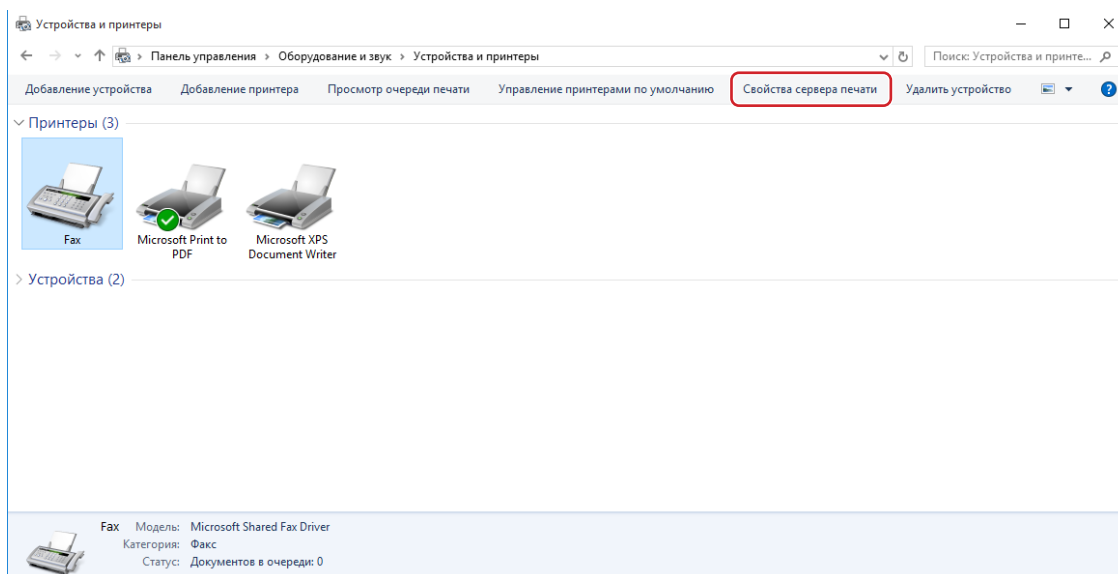 Устройства и принтеры
Панель управления › Оборудование и звук › Устройства и принтеры
Поиск: Устройства и принте...
Добавление устройства Добавление принтера Просмотр очереди печати Управление принтерами по умолчанию Свойства сервера печати Удалить устройство
Принтеры (3)
Fax
Microsoft Print to
PDF
Microsoft XPS
Document Writer
Устройства (2)
Fax Модель: Microsoft Shared Fax Driver
Категория: Факс
Статус: Документов в очереди: 0